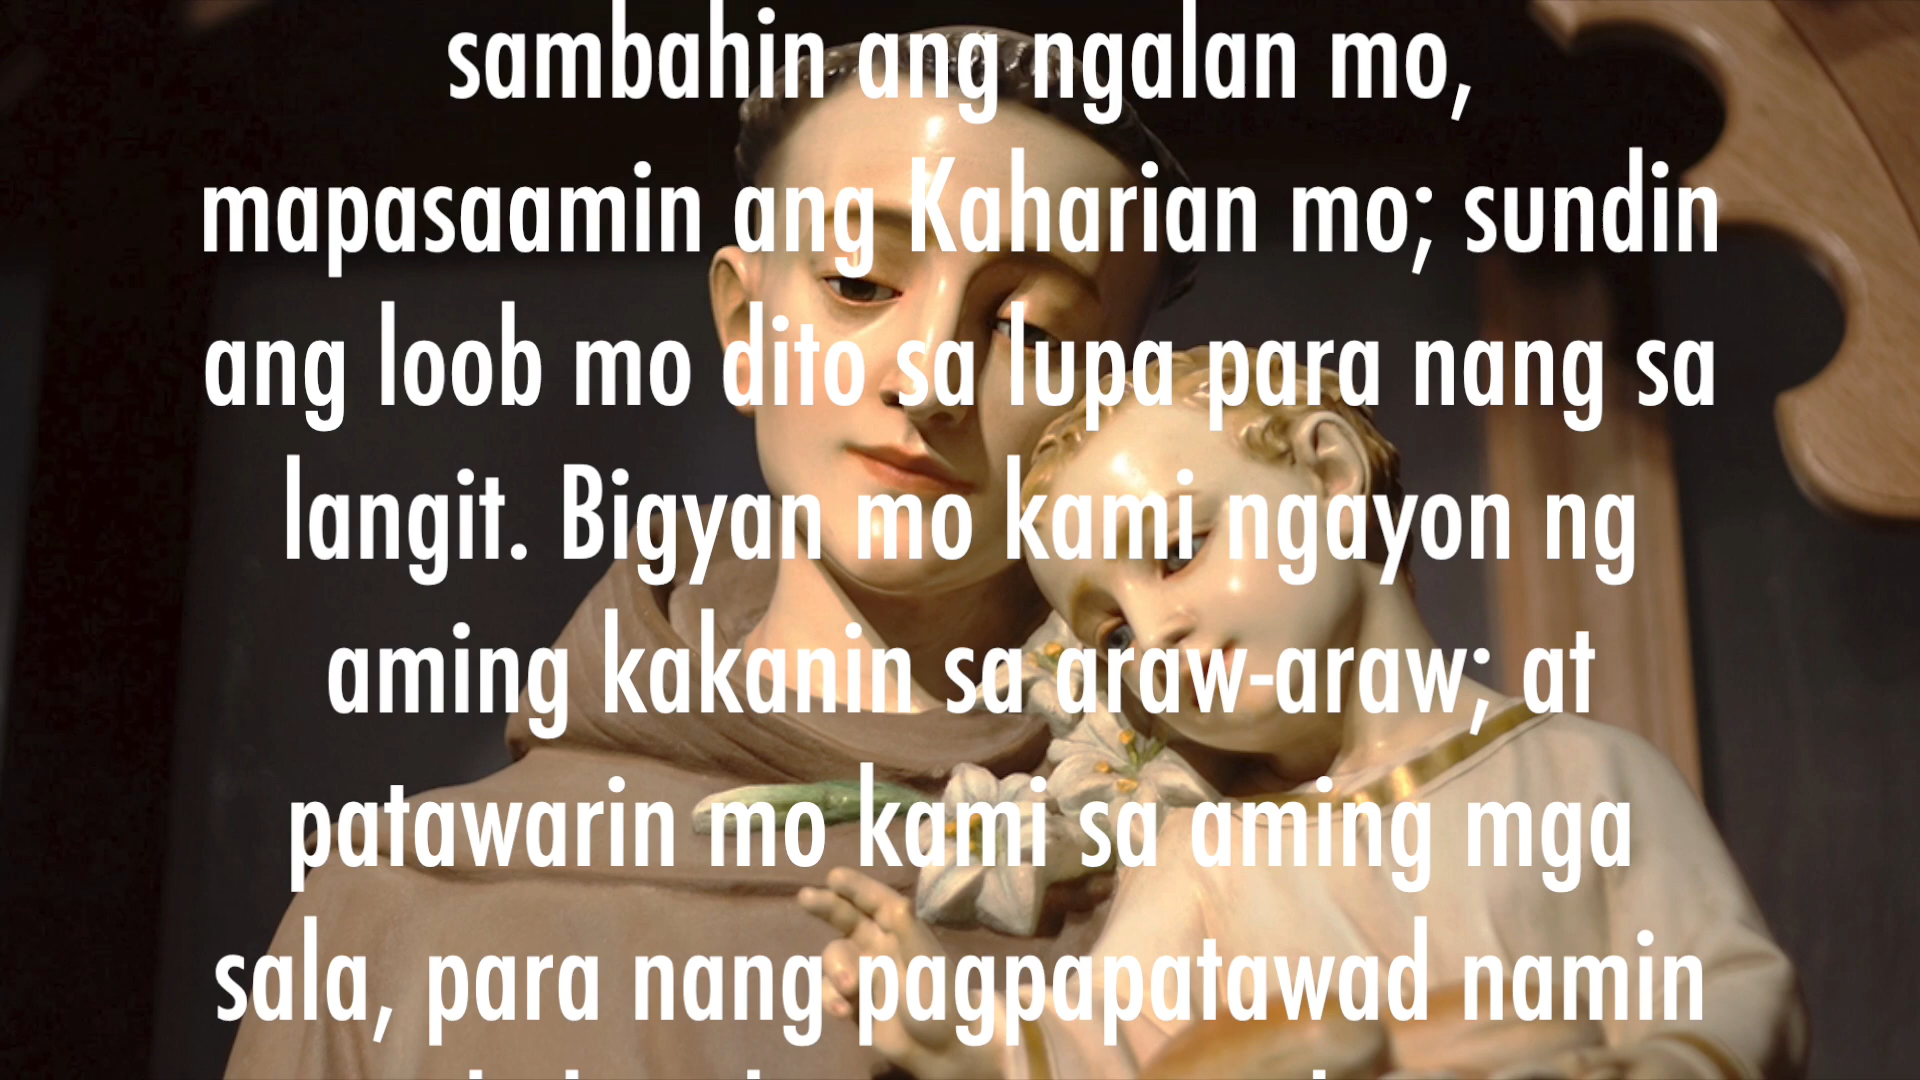 sambahin ang ngalan mo,
mapasaamin ang Kaharian mo; sundin
ang loob mo dito sa lupa para nang sa
langit. Bigyan mo kami ngayon ng
aming kakanin sa araw-araw; at
patawarin mo kami sa aming mga
sala, para nang pagpapatawad namin